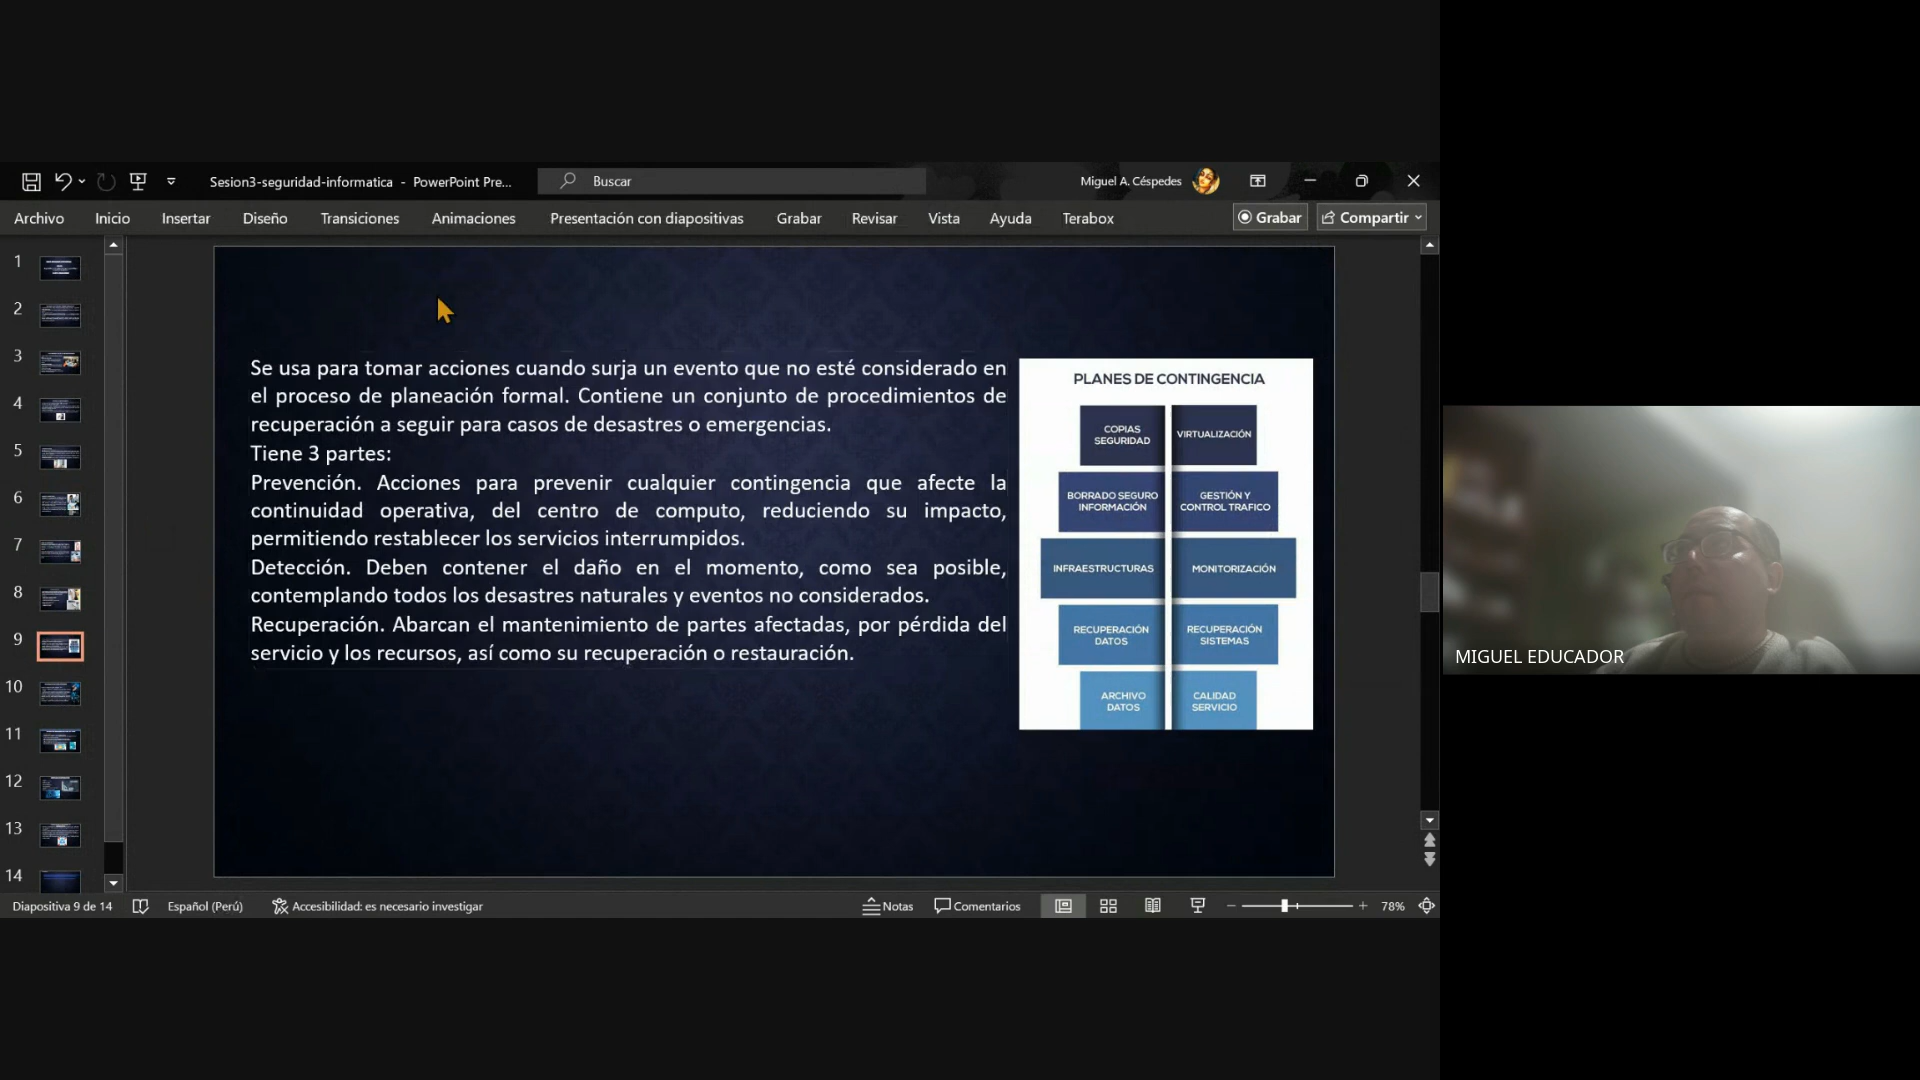 Sesion3-seguridad-informatica - PowerPoint Pre...
Buscar
Miguel A. Céspedes
Archivo Inicio Insertar Diseño Transiciones Animaciones Presentación con diapositivas Grabar Revisar Vista Ayuda Terabox
Grabar Compartir
1
2
3
4
5
6
7
8
9
10
11
12
13
14
Se usa para tomar acciones cuando surja un evento que no esté considerado en
el proceso de planeación formal. Contiene un conjunto de procedimientos de
recuperación a seguir para casos de desastres o emergencias.
Tiene 3 partes:
Prevención. Acciones para prevenir cualquier contingencia que afecte la
continuidad operativa, del centro de computo, reduciendo su impacto,
permitiendo restablecer los servicios interrumpidos.
Detección. Deben contener el daño en el momento, como sea posible,
contemplando todos los desastres naturales y eventos no considerados.
Recuperación. Abarcan el mantenimiento de partes afectadas, por pérdida del
servicio y los recursos, así como su recuperación o restauración.
PLANES DE CONTINGENCIA
COPIAS
SEGURIDAD
VIRTUALIZACIÓN
BORRADO SEGURO
INFORMACIÓN
GESTIÓN Y
CONTROL TRAFICO
INFRAESTRUCTURAS
MONITORIZACIÓN
RECUPERACIÓN
DATOS
RECUPERACIÓN
SISTEMAS
ARCHIVO
DATOS
CALIDAD
SERVICIO
MIGUEL EDUCADOR
Diapositiva 9 de 14
Español (Perú)
Accesibilidad: es necesario investigar
Notas
Comentarios
78%